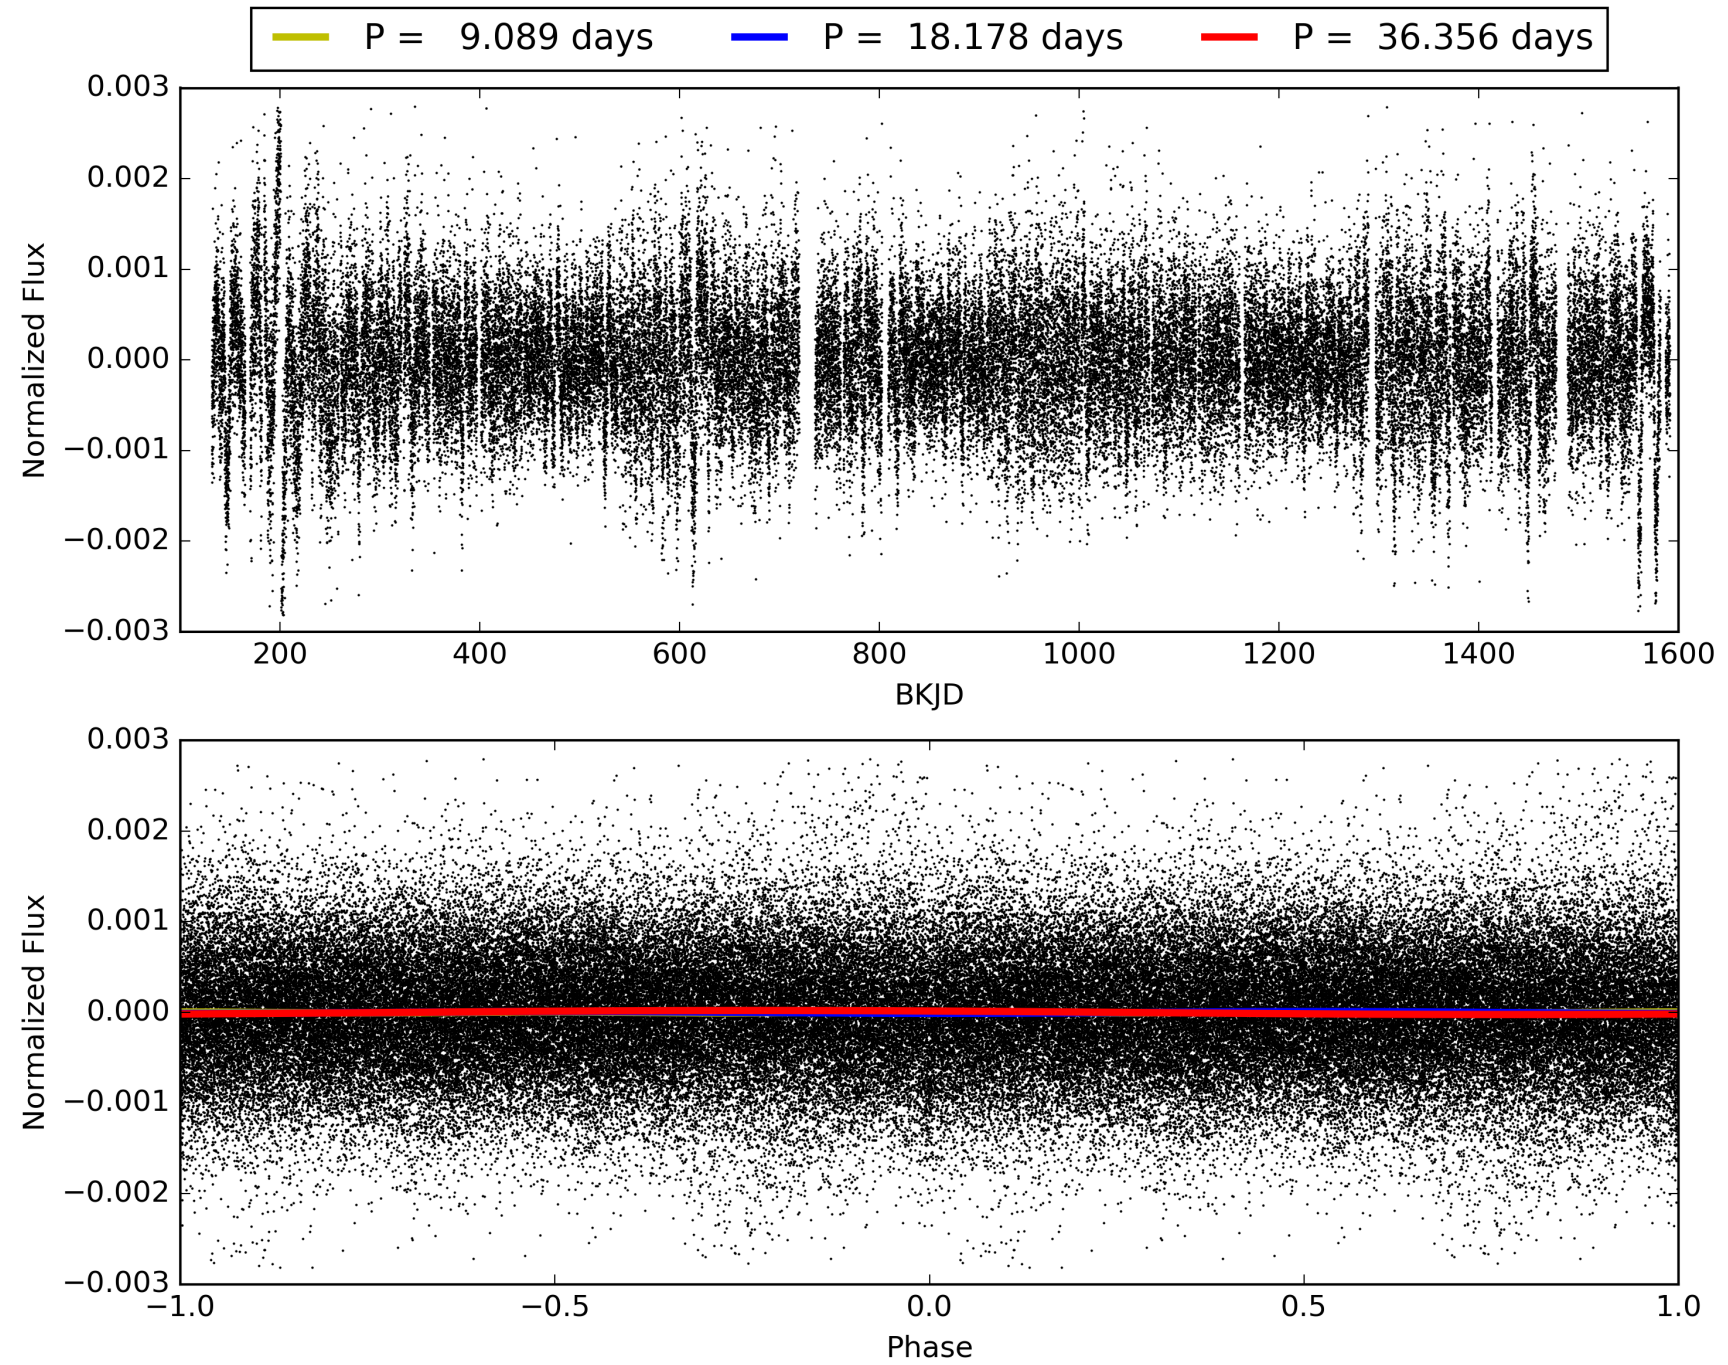 P = 9.089 days P = 18.178 days P = 36.356 days
0.003
0.002
0.001
0.000
−0.001
−0.002
−0.003
Normalized Flux
200 400 600 800 1000 1200 1400 1600
BKJD
0.003
0.002
0.001
0.000
−0.001
−0.002
−0.003
Normalized Flux
−1.0 −0.5 0.0 0.5 1.0
Phase